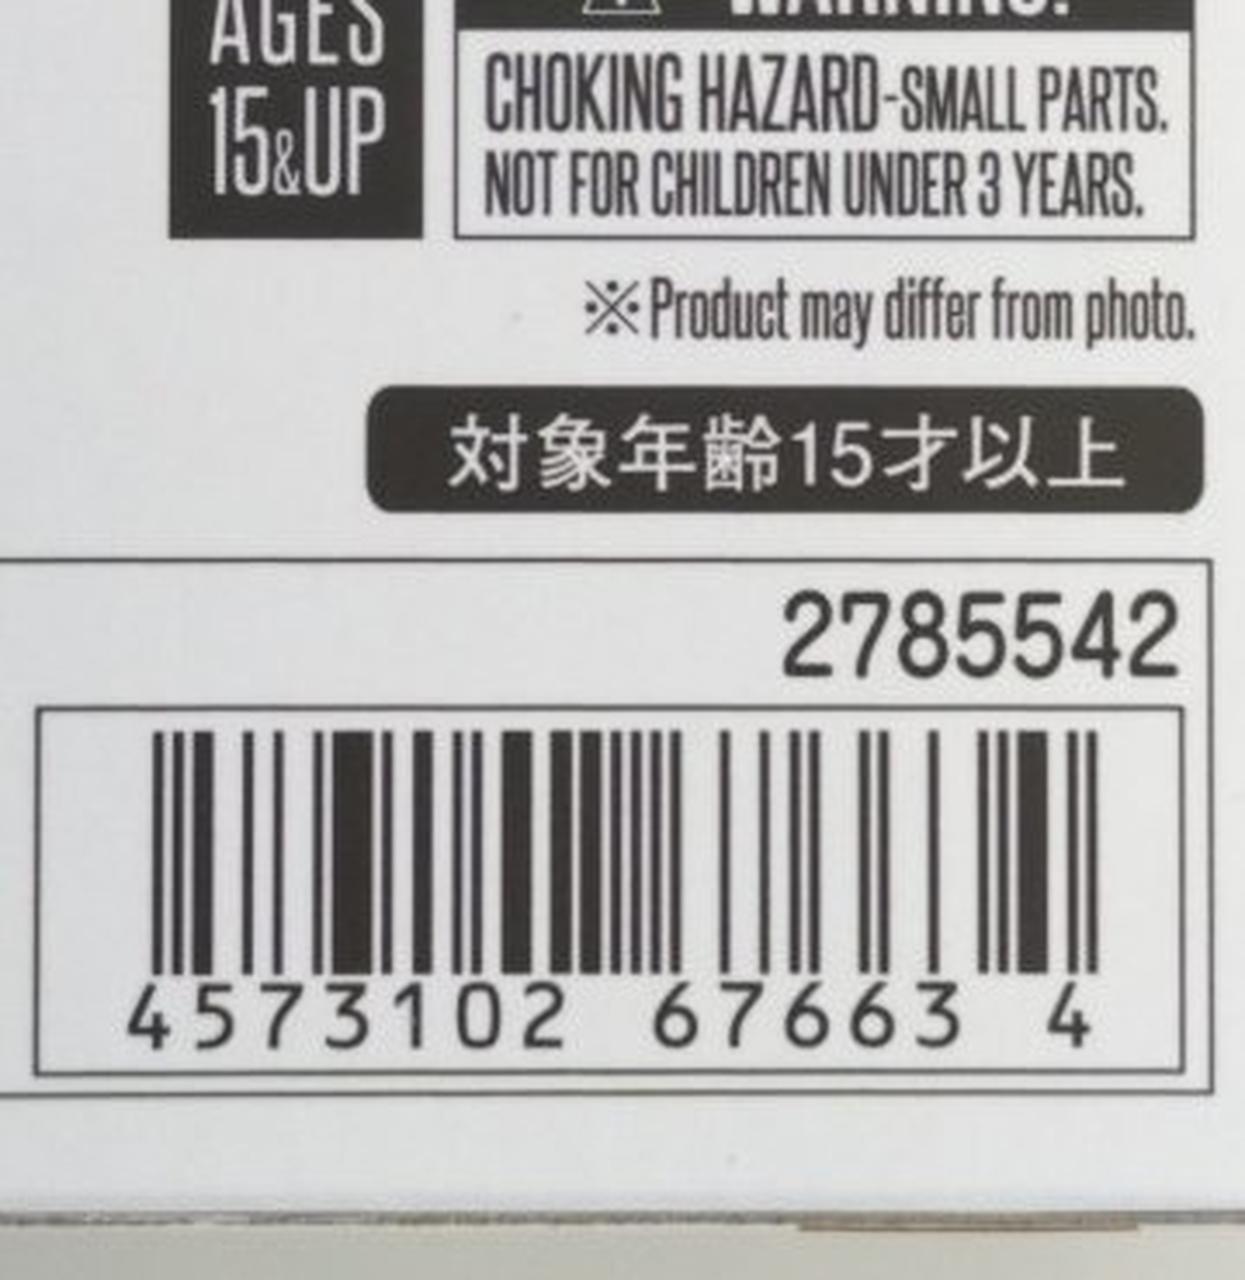 AGES
15&UP
WARNING!
CHOKING HAZARD-SMALL PARTS.
NOT FOR CHILDREN UNDER 3 YEARS.
※Product may differ from photo.
対象年齢15才以上
2785542
4573102 67663 4